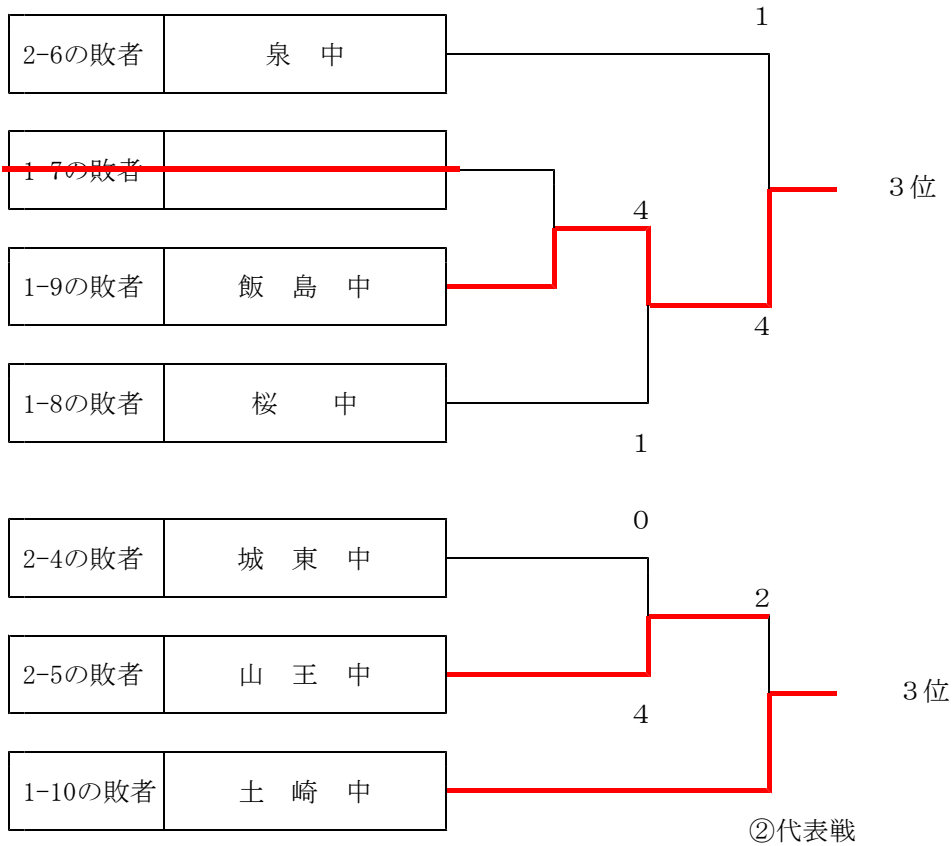 1
2-6の敗者 泉 中
1-7の敗者
3位
4
1-9の敗者 飯 島 中
4
1-8の敗者 桜 中
1
0
2-4の敗者 城 東 中
2
2-5の敗者 山 王 中
3位
4
1-10の敗者 土 崎 中
②代表戦